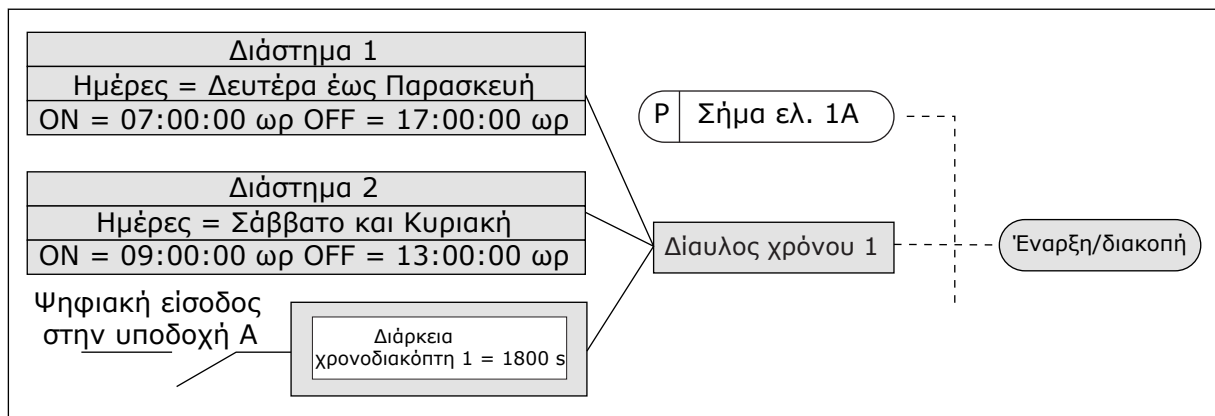 Διάστημα 1
Ημέρες = Δευτέρα έως Παρασκευή
ON = 07:00:00 ωρ OFF = 17:00:00 ωρ
P Σήμα ελ. 1A
Διάστημα 2
Ημέρες = Σάββατο και Κυριακή
ON = 09:00:00 ωρ OFF = 13:00:00 ωρ
Δίαυλος χρόνου 1
Έναρξη/διακοπή
Ψηφιακή είσοδος
στην υποδοχή A
Διάρκεια
χρονοδιακόπτη 1 = 1800 s